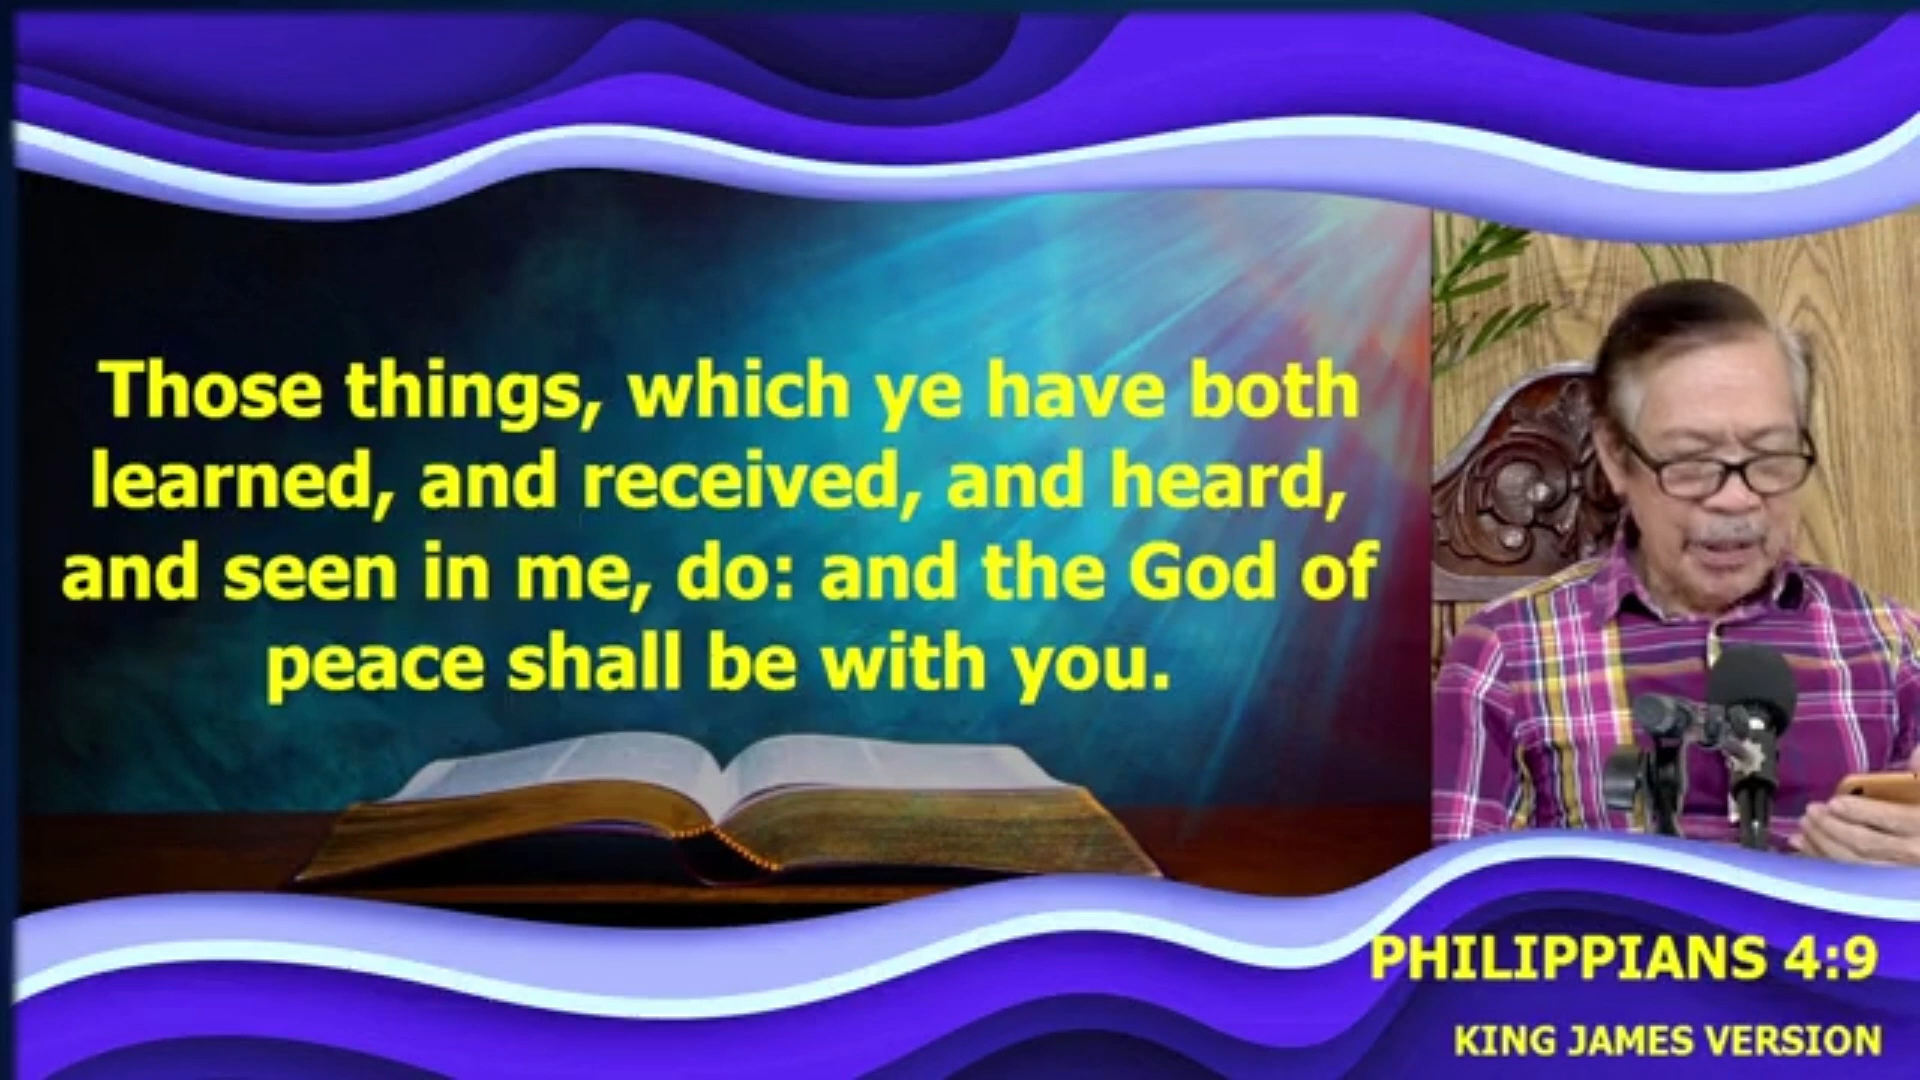 Those things, which ye have both
learned, and received, and heard,
and seen in me, do: and the God of
peace shall be with you.
PHILIPPIANS 4:9
KING JAMES VERSION